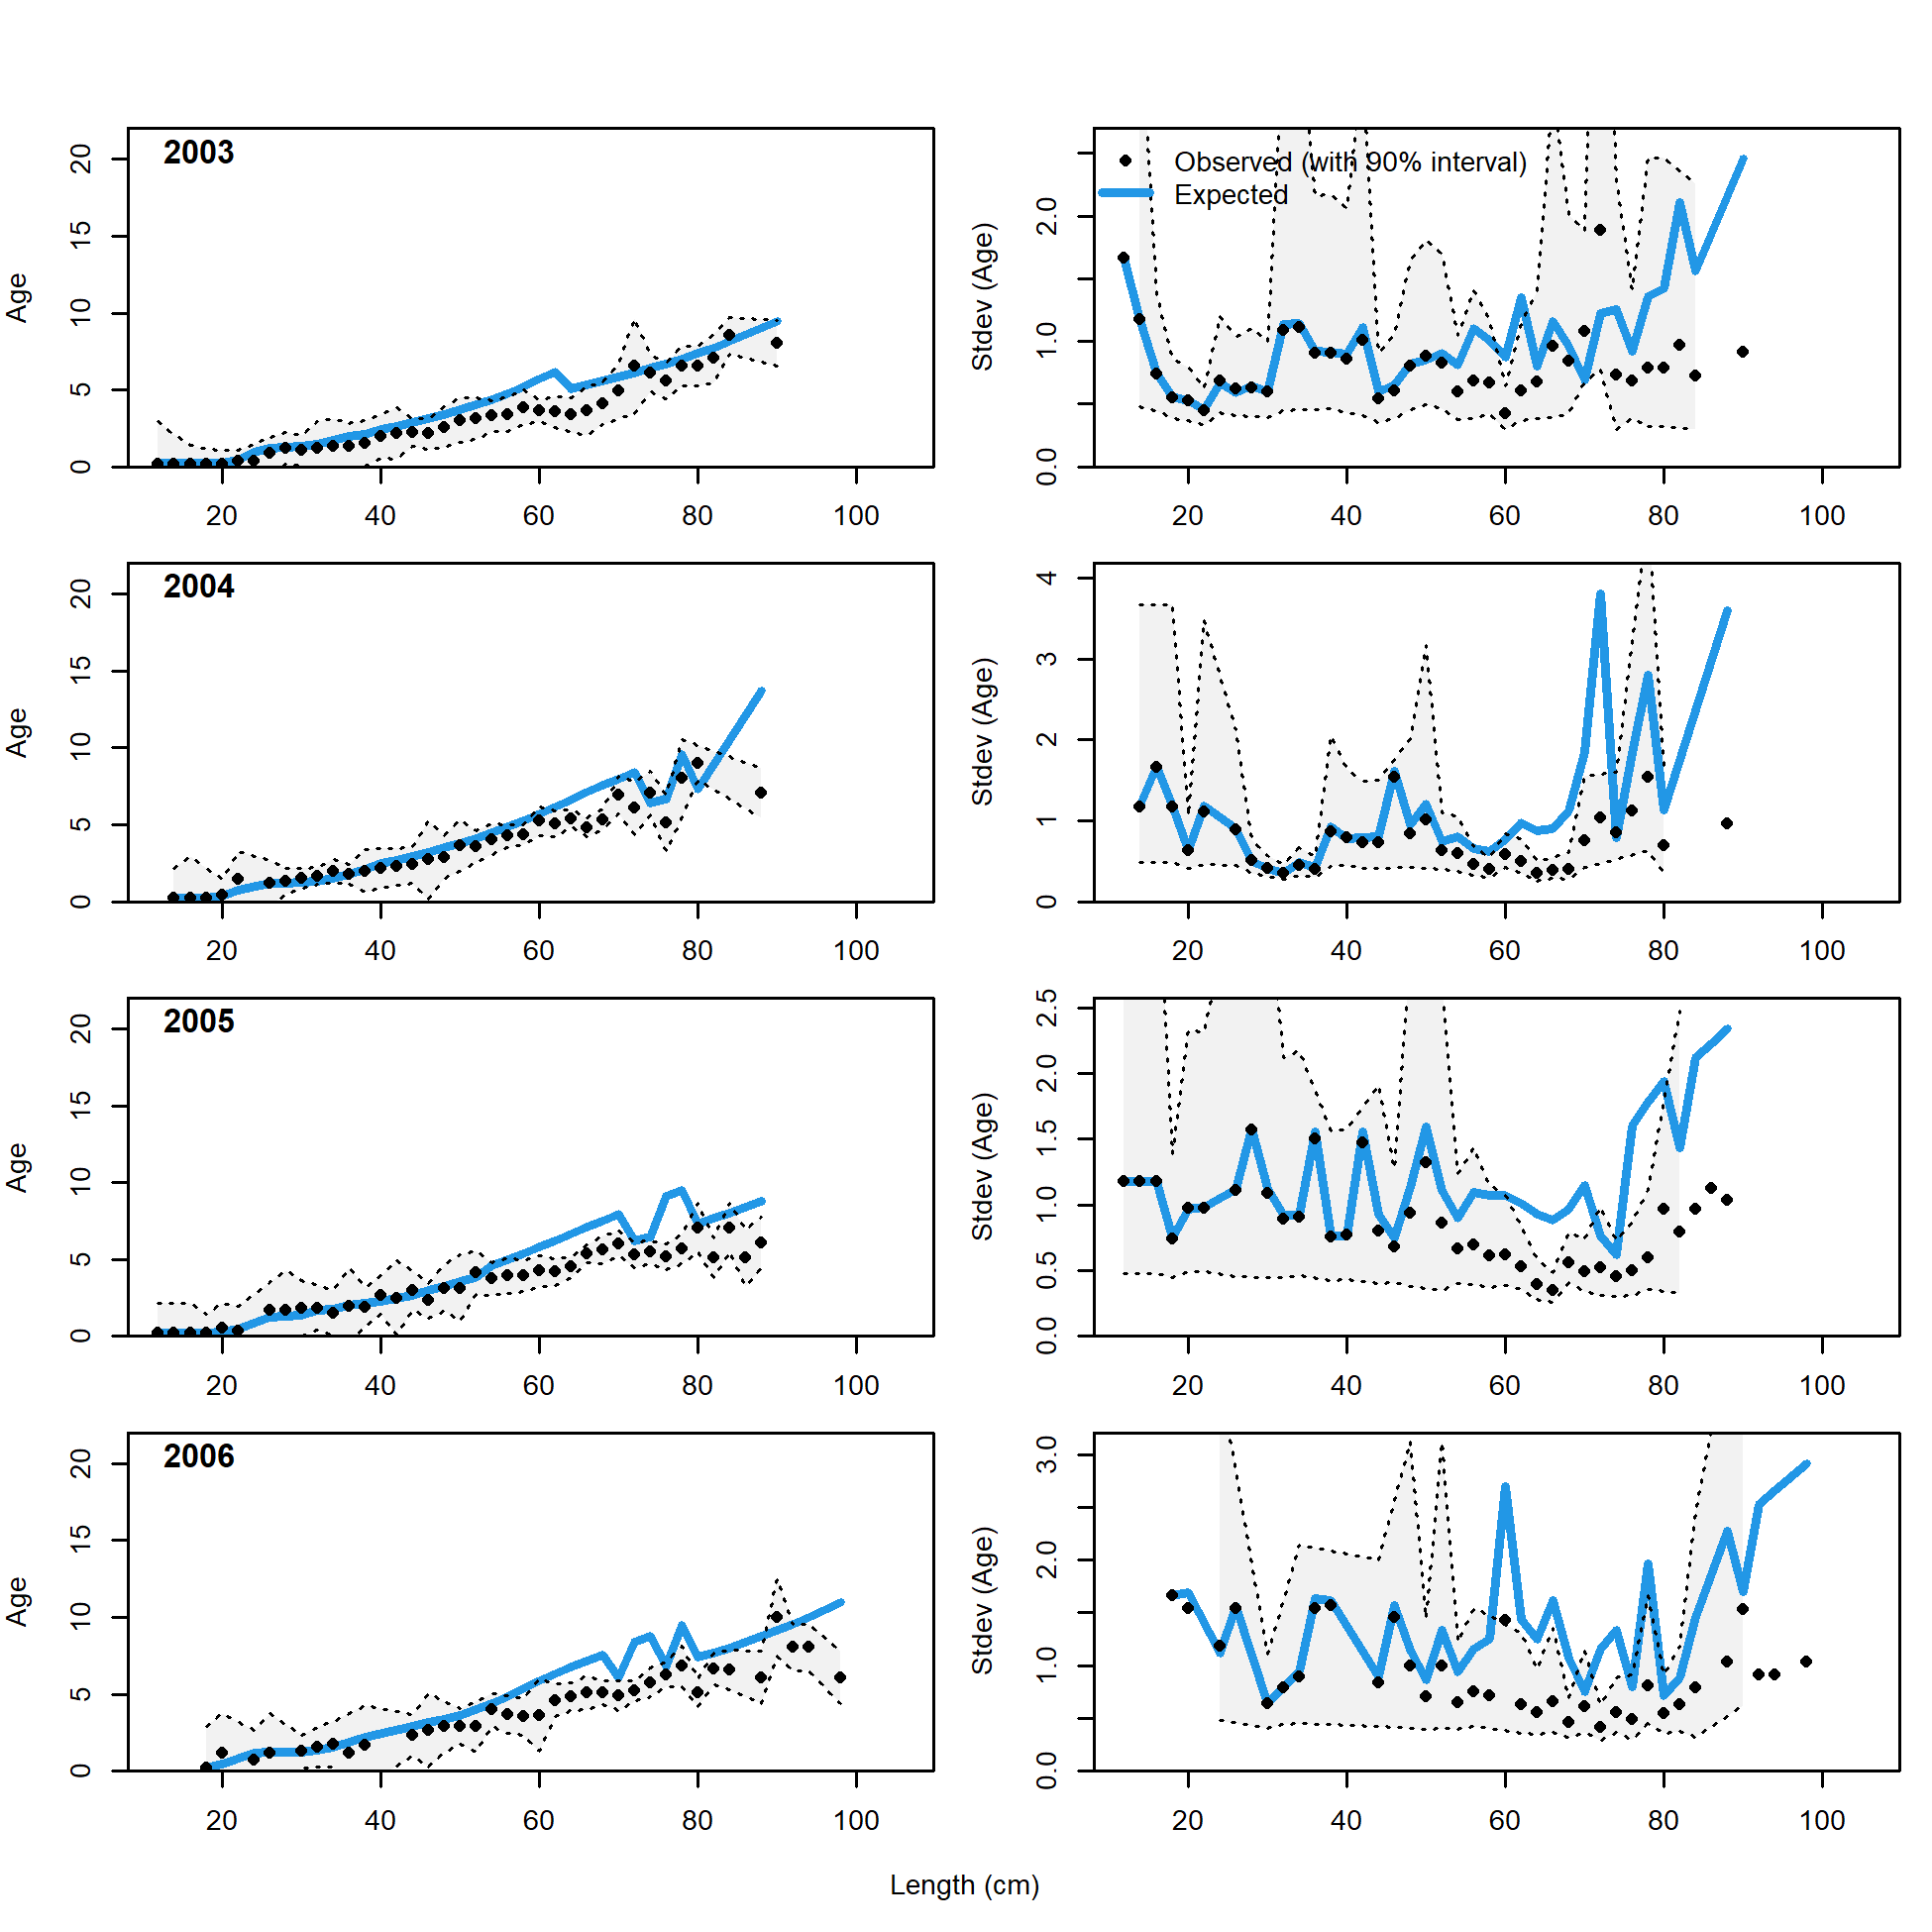 2003
Age
0 5 10 15 20
20 40 60 80 100
Observed (with 90% interval)
Expected
Stdev (Age)
0.0 1.0 2.0
20 40 60 80 100
2004
Age
0 5 10 15 20
20 40 60 80 100
Stdev (Age)
0 1 2 3 4
20 40 60 80 100
2005
Age
0 5 10 15 20
20 40 60 80 100
Stdev (Age)
0.0 0.5 1.0 1.5 2.0 2.5
20 40 60 80 100
2006
Age
0 5 10 15 20
20 40 60 80 100
Stdev (Age)
0.0 1.0 2.0 3.0
20 40 60 80 100
Length (cm)